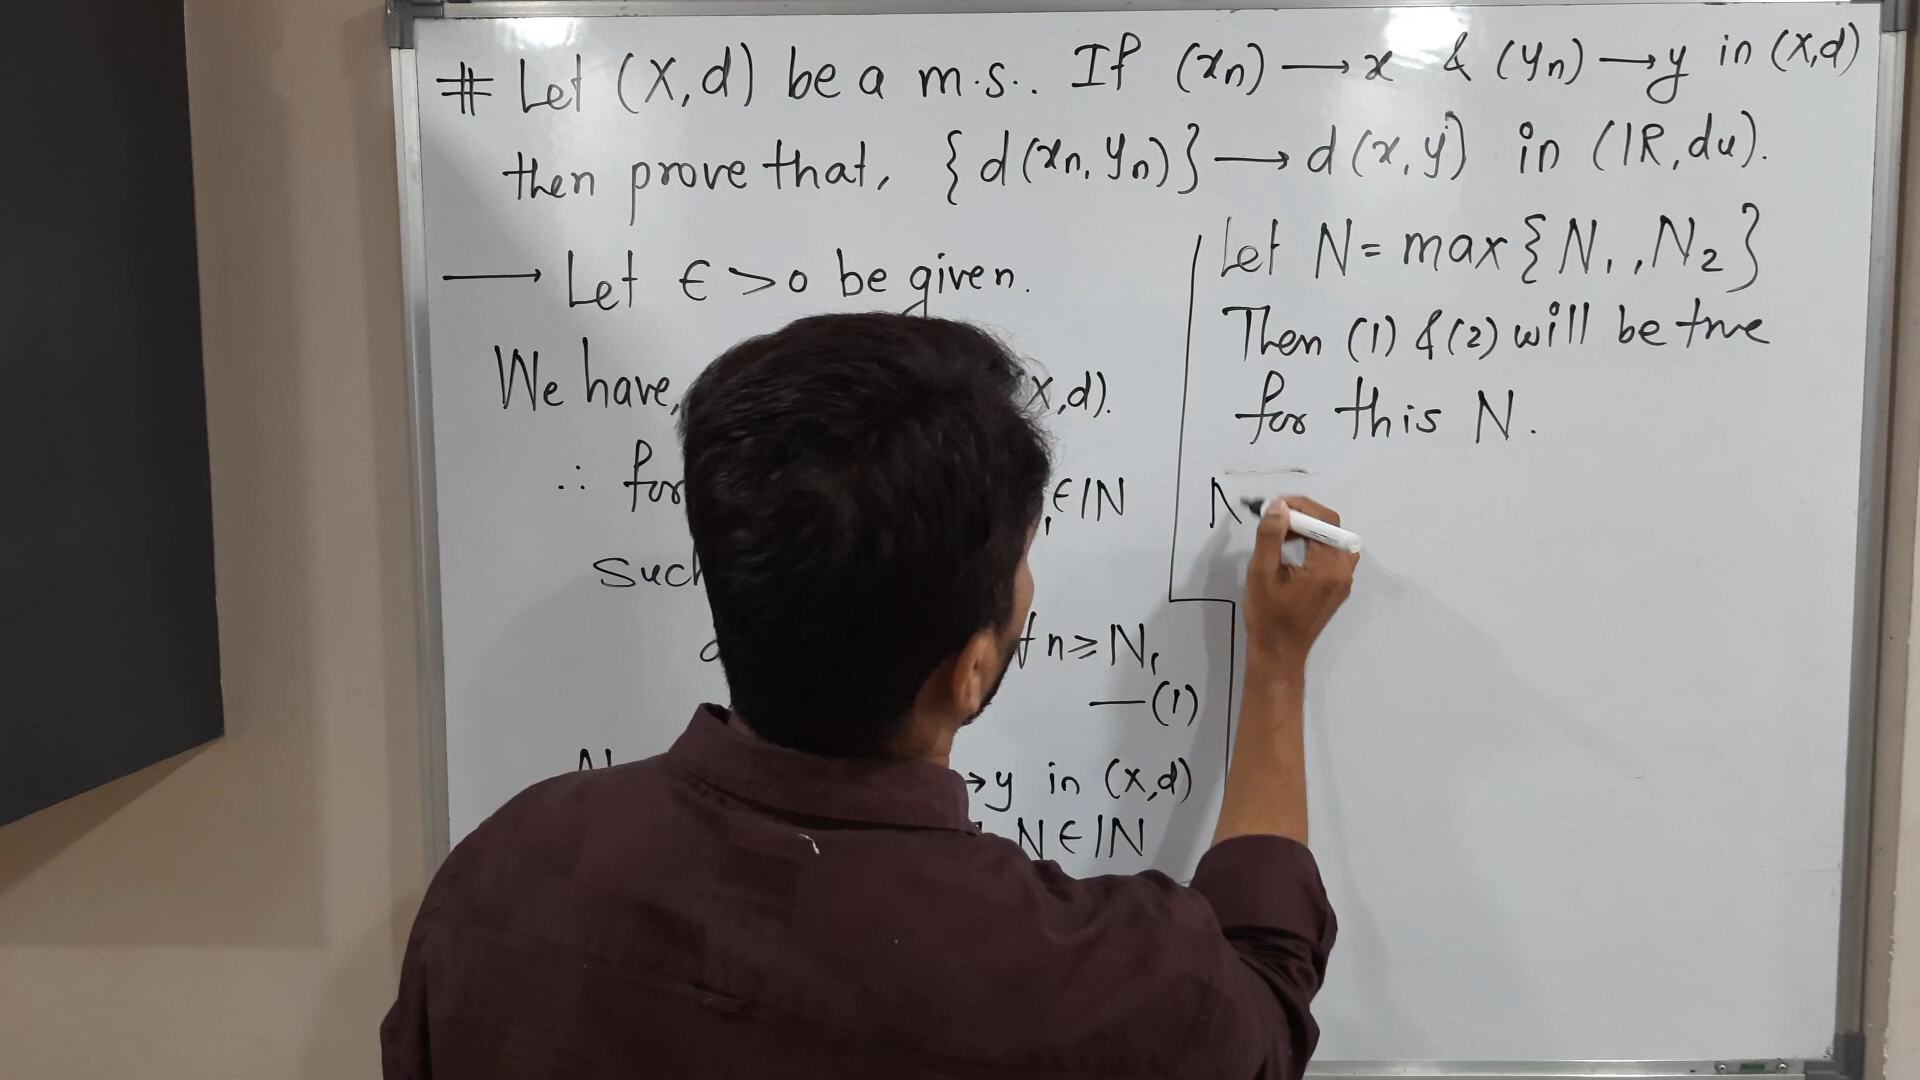 # Let (X,d) be a m.s.. If (xn) → x & (yn) → y in (X,d)
then prove that, {d(xn, yn)} → d(x,y) in (IR, du).
→ Let ϵ > 0 be given.
We have, X,d).
∴ for ϵ IN
Suc
∀ n ≥ N₁
—(1)
→ y in (X,d)
N ϵ IN
Let N = max{N₁, N₂}
Then (1) & (2) will be true
for this N.
N